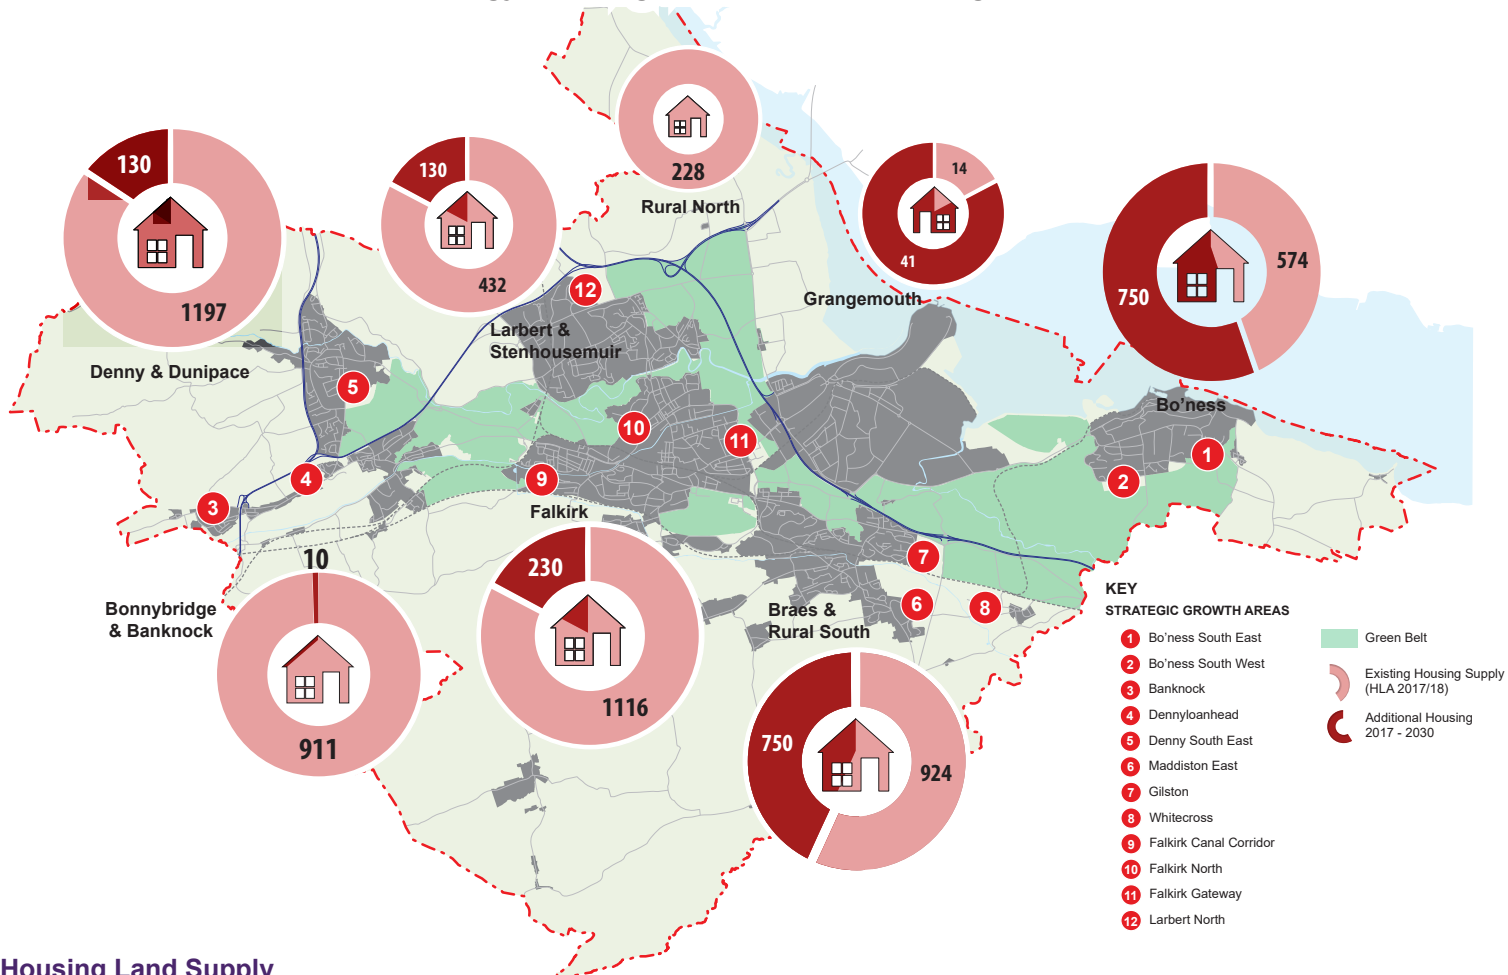 130
1197
Denny & Dunipace
130
432
Larbert &
Stenhousemuir
228
Rural North
14
41
Grangemouth
574
750
Bo'ness
12
5
10
11
9
4
3
1
2
7
6
8
Falkirk
10
911
Bonnybridge
& Banknock
230
1116
Braes &
Rural South
750
924
KEY
STRATEGIC GROWTH AREAS
1 Bo'ness South East
2 Bo'ness South West
3 Banknock
4 Dennyloanhead
5 Denny South East
6 Maddiston East
7 Gilston
8 Whitecross
9 Falkirk Canal Corridor
10 Falkirk North
11 Falkirk Gateway
12 Larbert North
Green Belt
Existing Housing Supply
(HLA 2017/18)
Additional Housing
2017 - 2030
Housing Land Supply